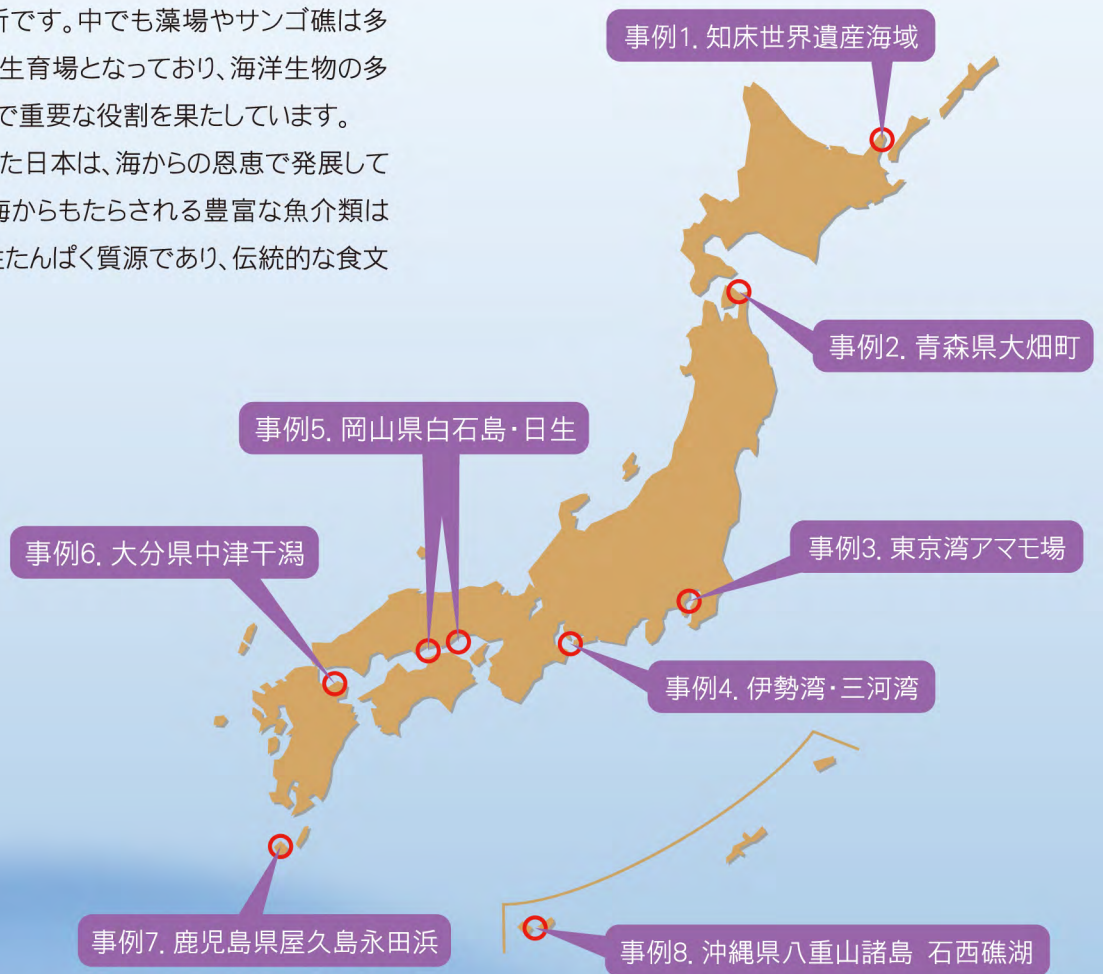 所です。中でも藻場やサンゴ礁は多
生育場となっており、海洋生物の多
で重要な役割を果たしています。
た日本は、海からの恩恵で発展して
海からもたらされる豊富な魚介類は
たんぱく質源であり、伝統的な食文
事例1. 知床世界遺産海域
事例2. 青森県大畑町
事例5. 岡山県白石島・日生
事例6. 大分県中津干潟
事例3. 東京湾アマモ場
事例4. 伊勢湾・三河湾
事例7. 鹿児島県屋久島永田浜
事例8. 沖縄県八重山諸島 石西礁湖